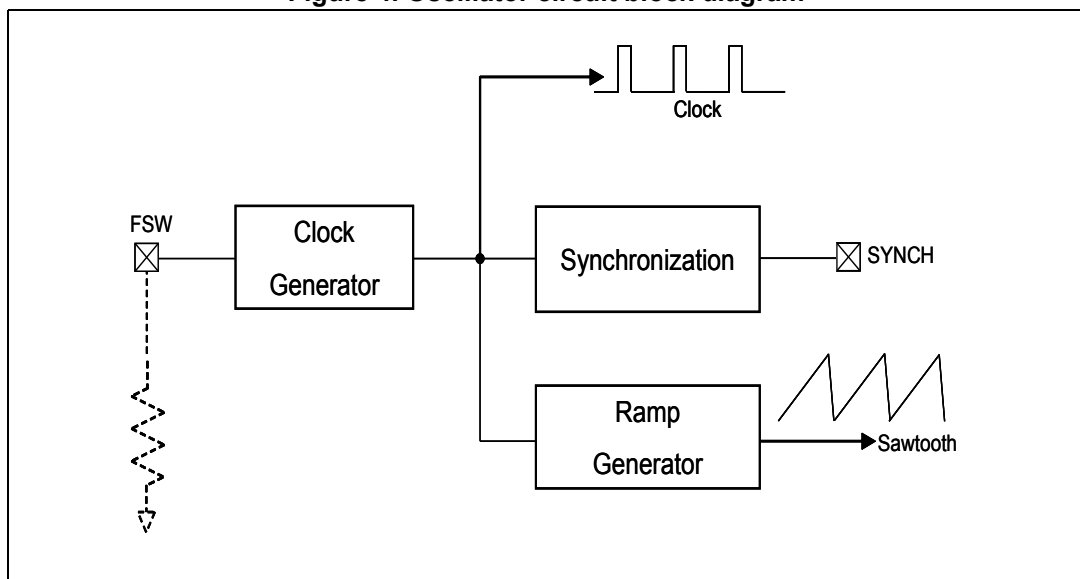 Clock
FSW
Clock
Generator
Synchronization
SYNCH
Ramp
Generator
Sawtooth